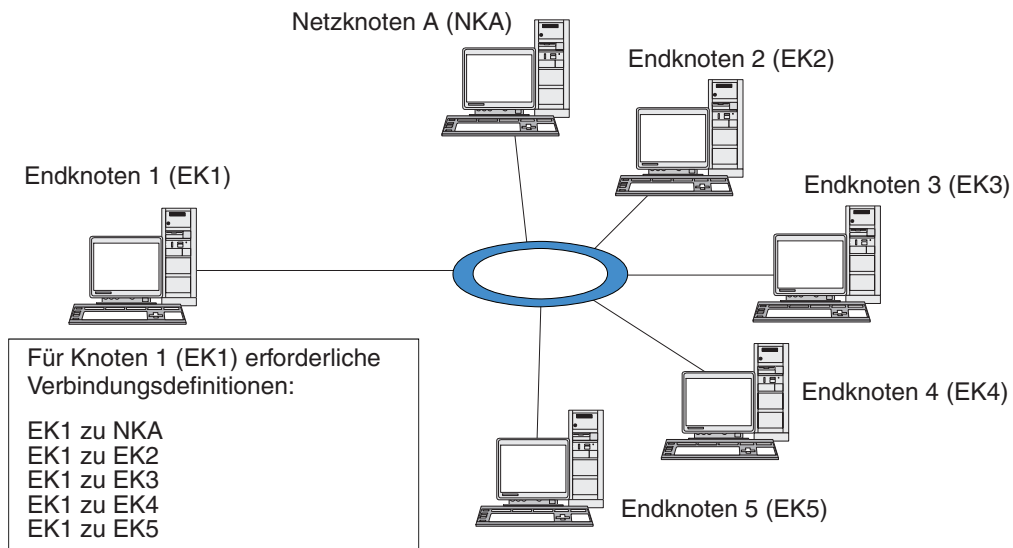 Netzknoten A (NKA)
Endknoten 2 (EK2)
Endknoten 1 (EK1)
Endknoten 3 (EK3)
Für Knoten 1 (EK1) erforderliche
Verbindungsdefinitionen:
EK1 zu NKA
EK1 zu EK2
EK1 zu EK3
EK1 zu EK4
EK1 zu EK5
Endknoten 4 (EK4)
Endknoten 5 (EK5)